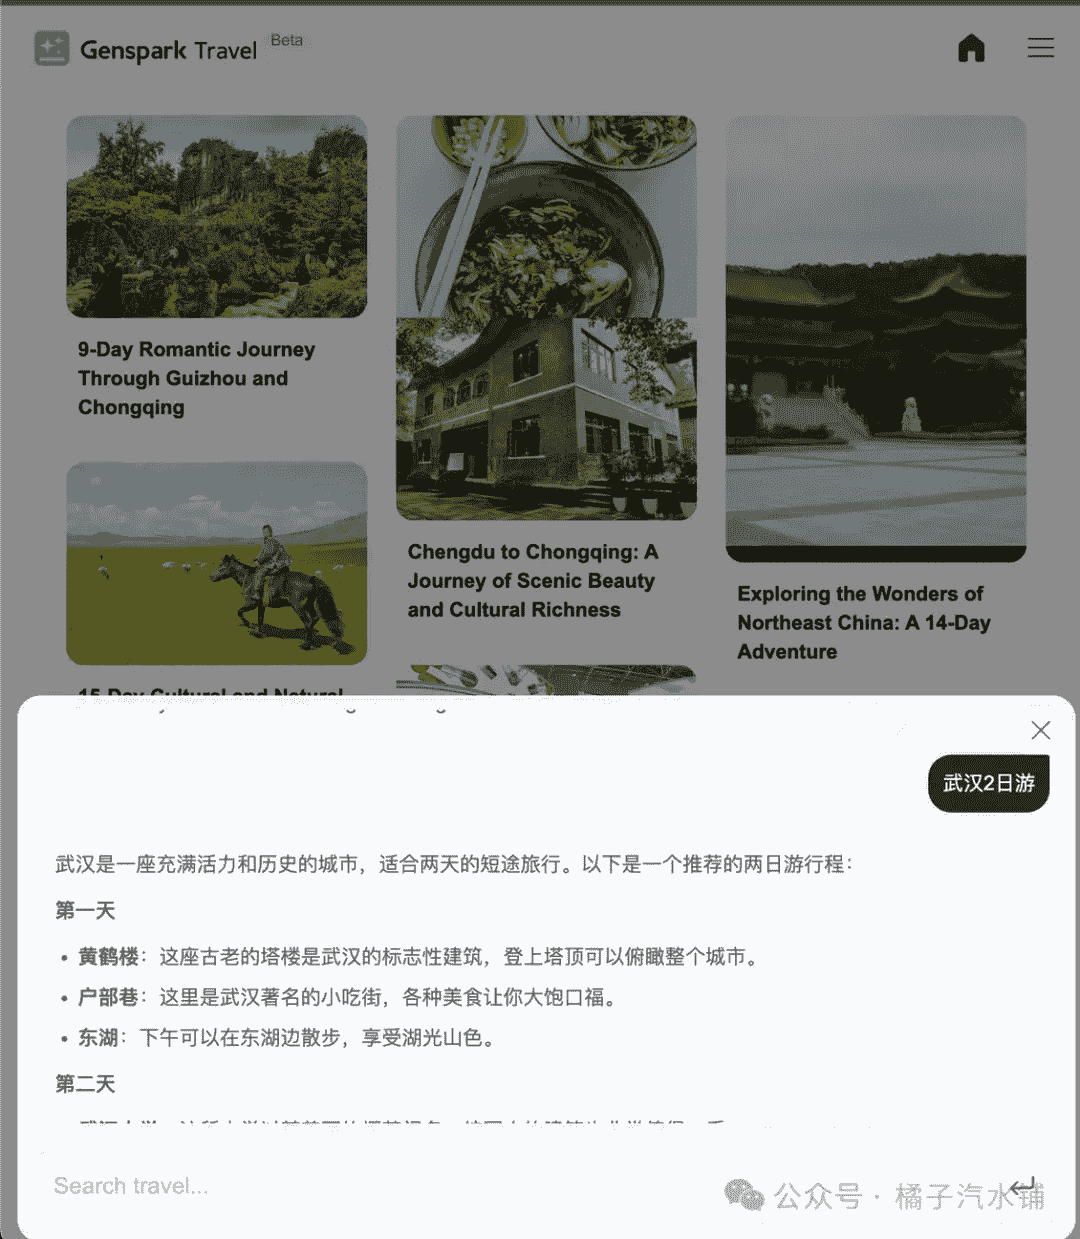 Genspark Travel Beta
9-Day Romantic Journey
Through Guizhou and
Chongqing
Chengdu to Chongqing: A
Journey of Scenic Beauty
and Cultural Richness
Exploring the Wonders of
Northeast China: A 14-Day
Adventure
15-Day Cultural and Natural
武汉2日游
武汉是一座充满活力和历史的城市，适合两天的短途旅行。以下是一个推荐的两日游行程：
第一天
• 黄鹤楼：这座古老的塔楼是武汉的标志性建筑，登上塔顶可以俯瞰整个城市。
• 户部巷：这里是武汉著名的小吃街，各种美食让你大饱口福。
• 东湖：下午可以在东湖边散步，享受湖光山色。
第二天
Search travel...
公众号 · 橘子汽水铺